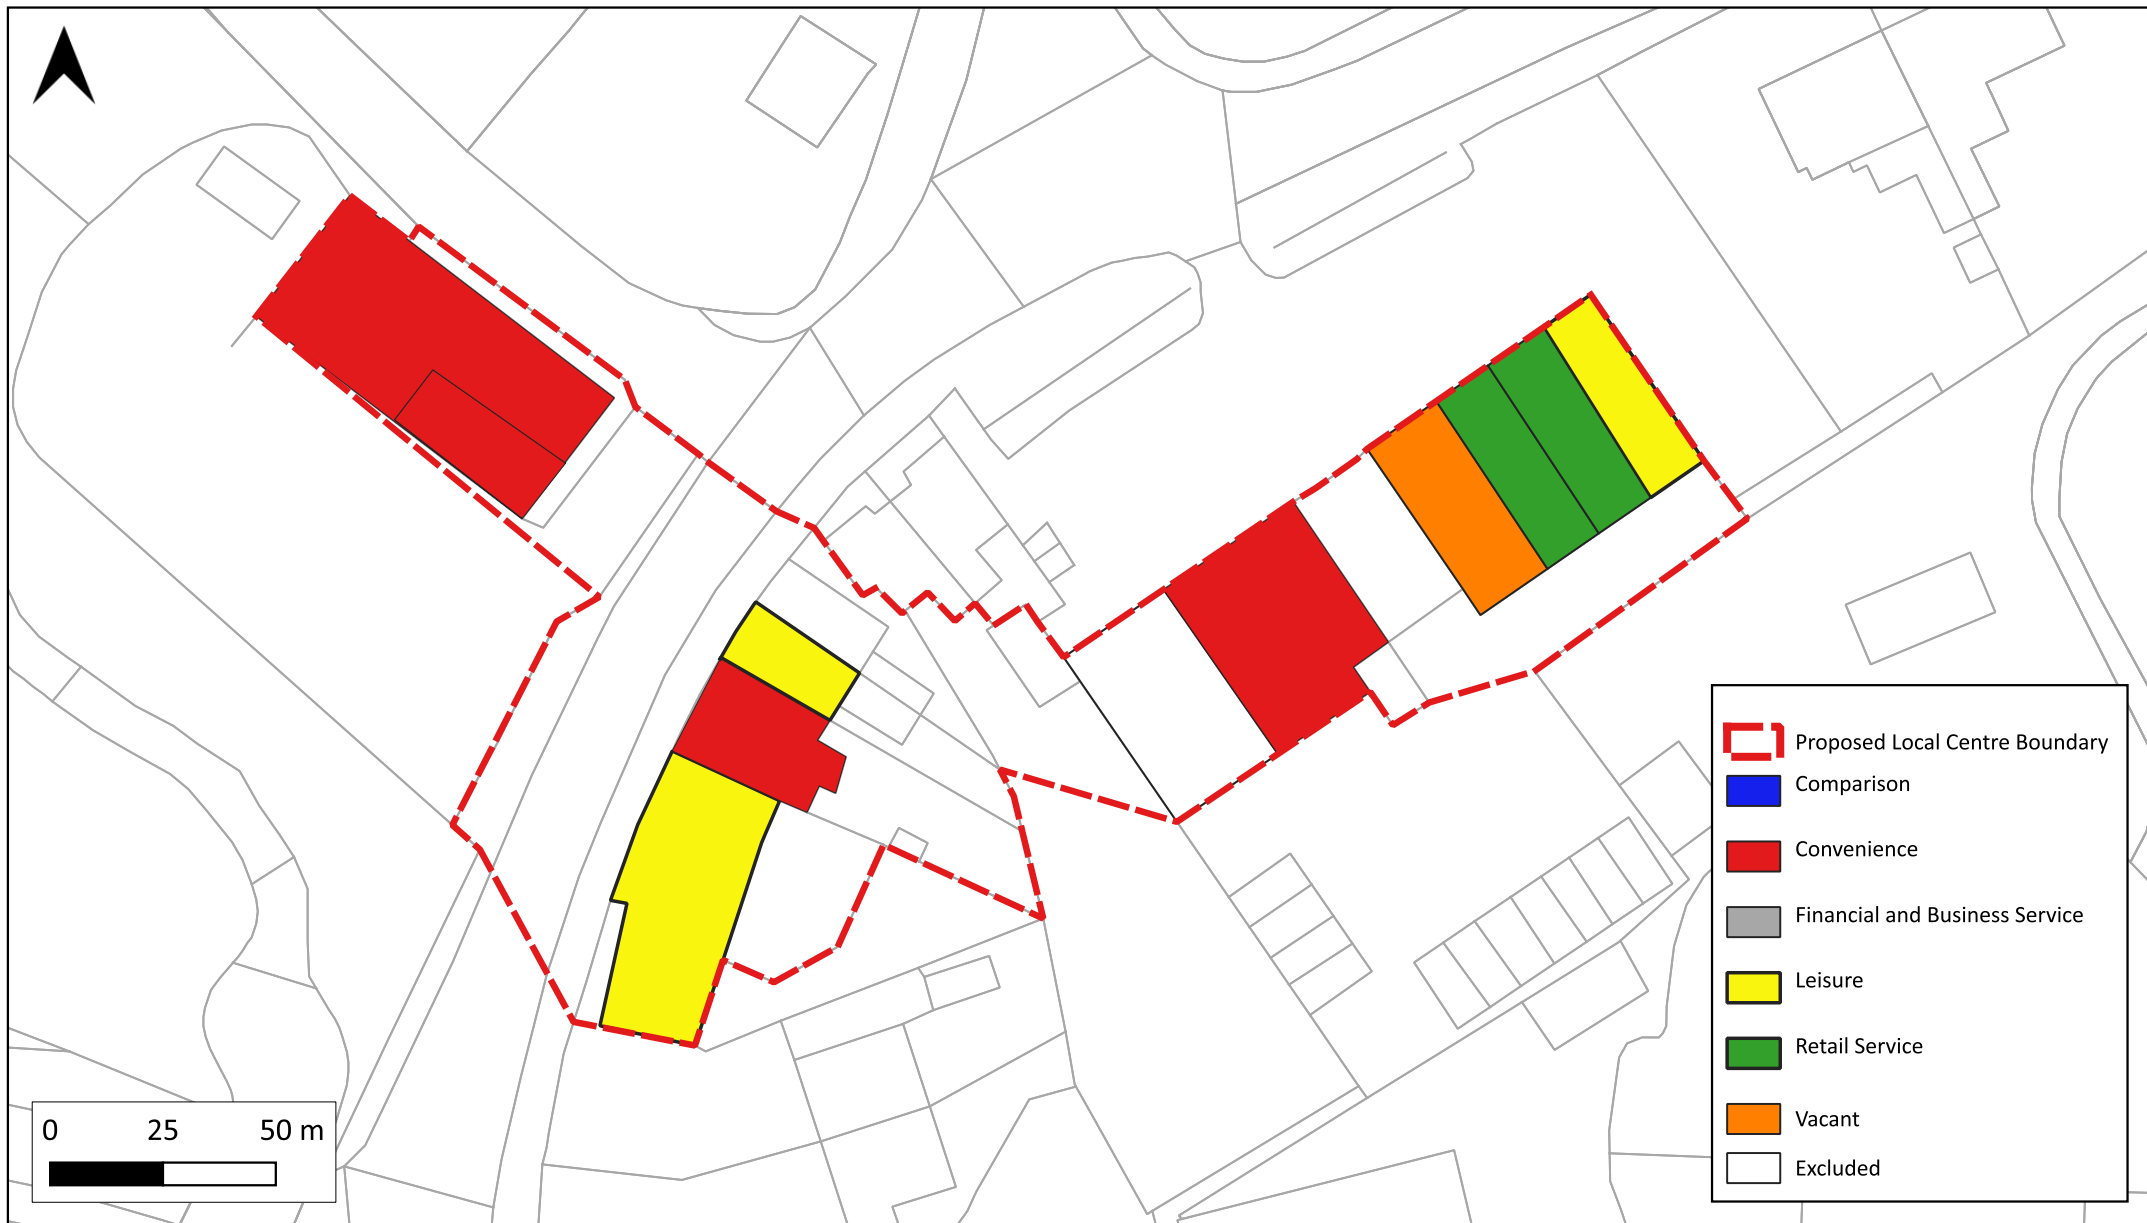 Proposed Local Centre Boundary
Comparison
Convenience
Financial and Business Service
Leisure
Retail Service
Vacant
Excluded
0 25 50 m